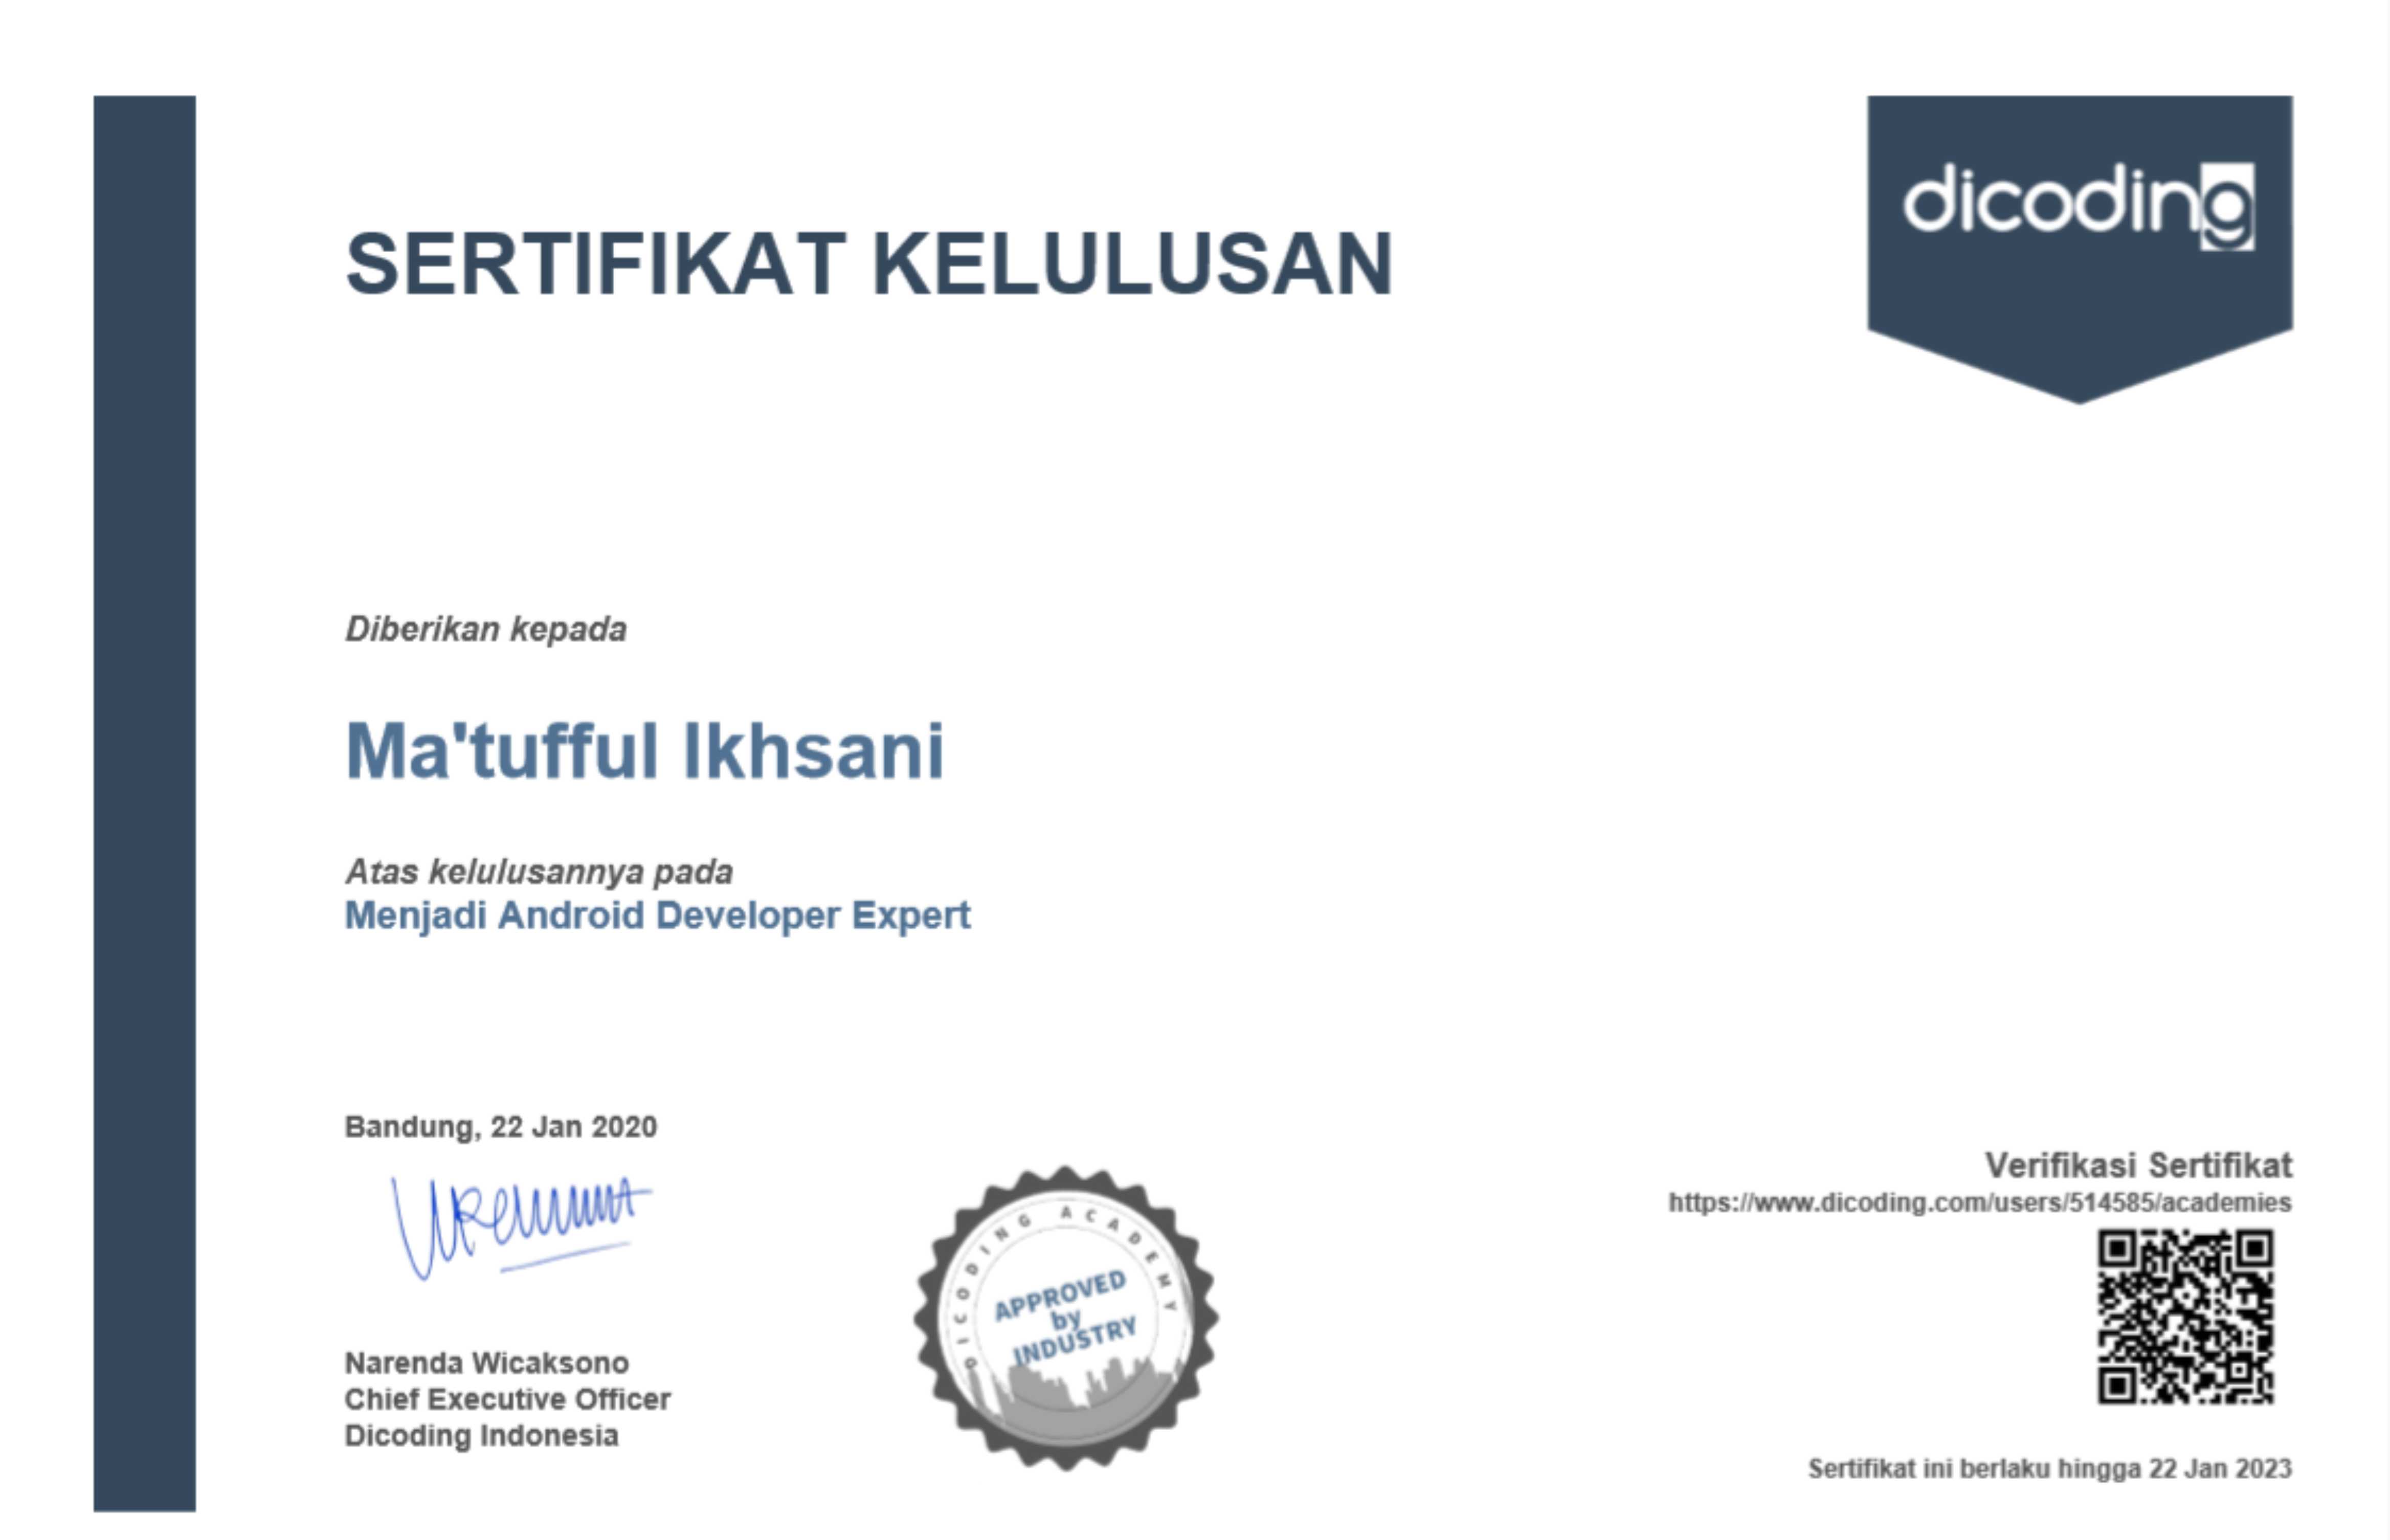 dicoding
SERTIFIKAT KELULUSAN
Diberikan kepada
Ma'tufful Ikhsani
Atas kelulusannya pada
Menjadi Android Developer Expert
Bandung, 22 Jan 2020
Narenda Wicaksono
Chief Executive Officer
Dicoding Indonesia
DICODING ACADEMY
APPROVED
by
INDUSTRY
Verifikasi Sertifikat
https://www.dicoding.com/users/514585/academies
Sertifikat ini berlaku hingga 22 Jan 2023